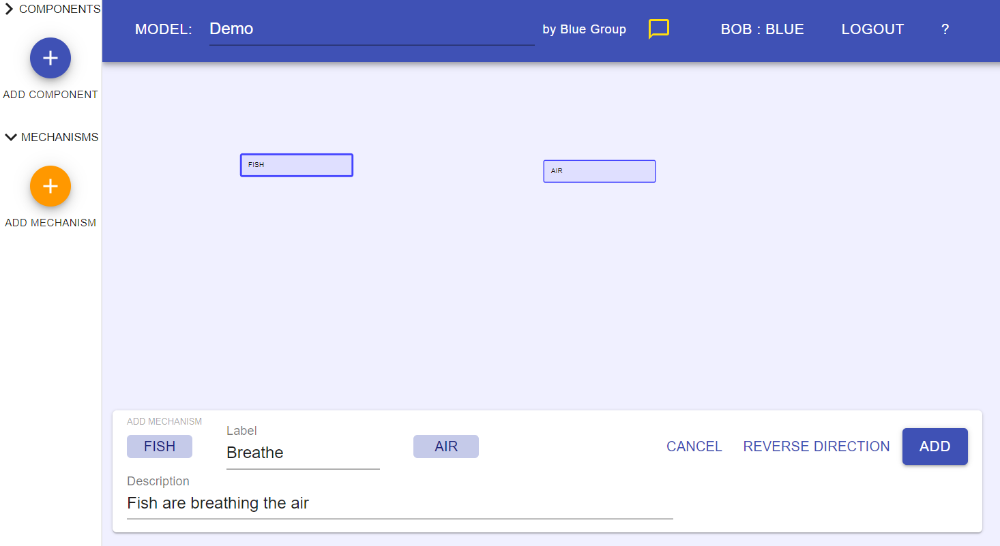 COMPONENTS
ADD COMPONENT
MECHANISMS
ADD MECHANISM
MODEL: Demo by Blue Group BOB : BLUE LOGOUT ?
FISH
AIR
ADD MECHANISM
Label
FISH Breathe AIR CANCEL REVERSE DIRECTION ADD
Description
Fish are breathing the air